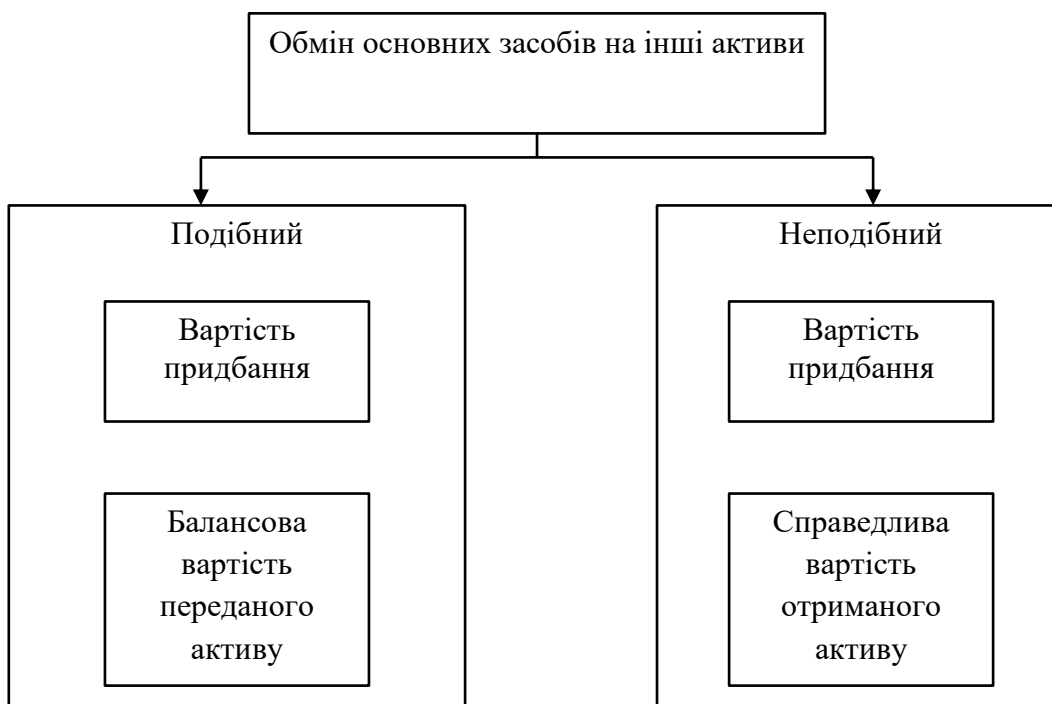 Обмін основних засобів на інші активи
Подібний
Вартість
придбання
Балансова
вартість
переданого
активу
Неподібний
Вартість
придбання
Справедлива
вартість
отриманого
активу